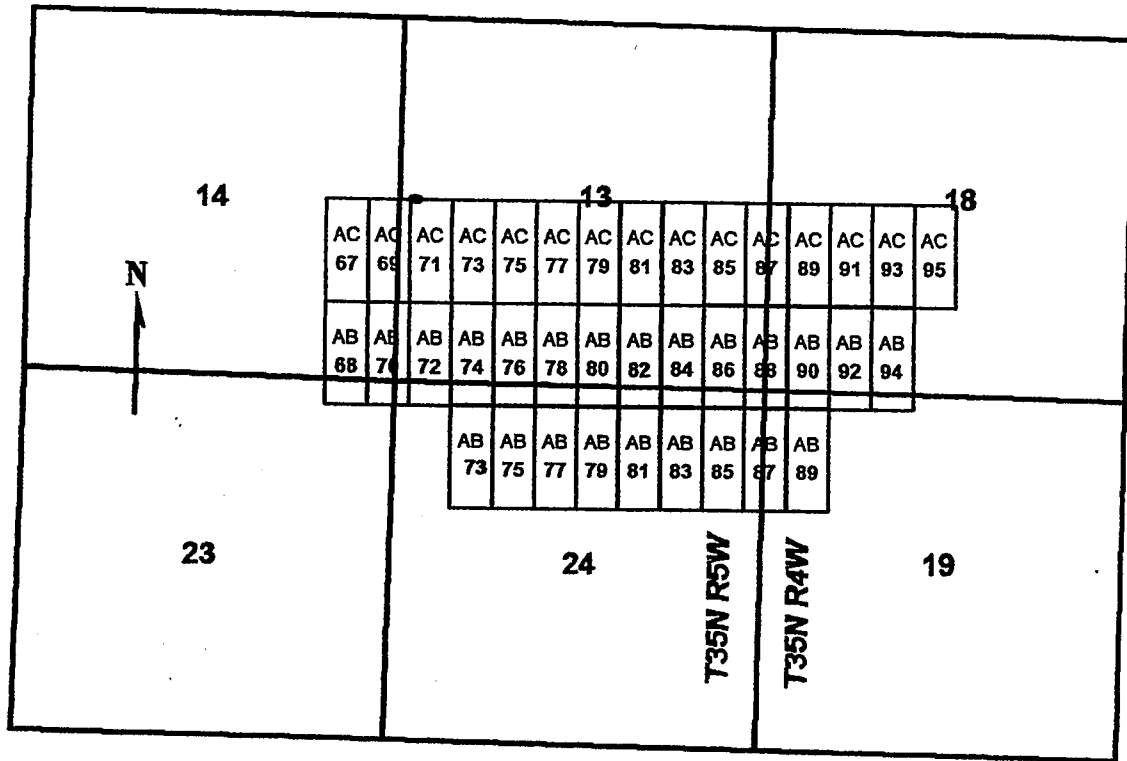 14
13
18
N
AC 67
AC 69
AC 71
AC 73
AC 75
AC 77
AC 79
AC 81
AC 83
AC 85
AC 87
AC 89
AC 91
AC 93
AC 95
AB 68
AB 70
AB 72
AB 74
AB 76
AB 78
AB 80
AB 82
AB 84
AB 86
AB 88
AB 90
AB 92
AB 94
AB 73
AB 75
AB 77
AB 79
AB 81
AB 83
AB 85
AB 87
AB 89
23
24
19
T35N R5W
T35N R4W